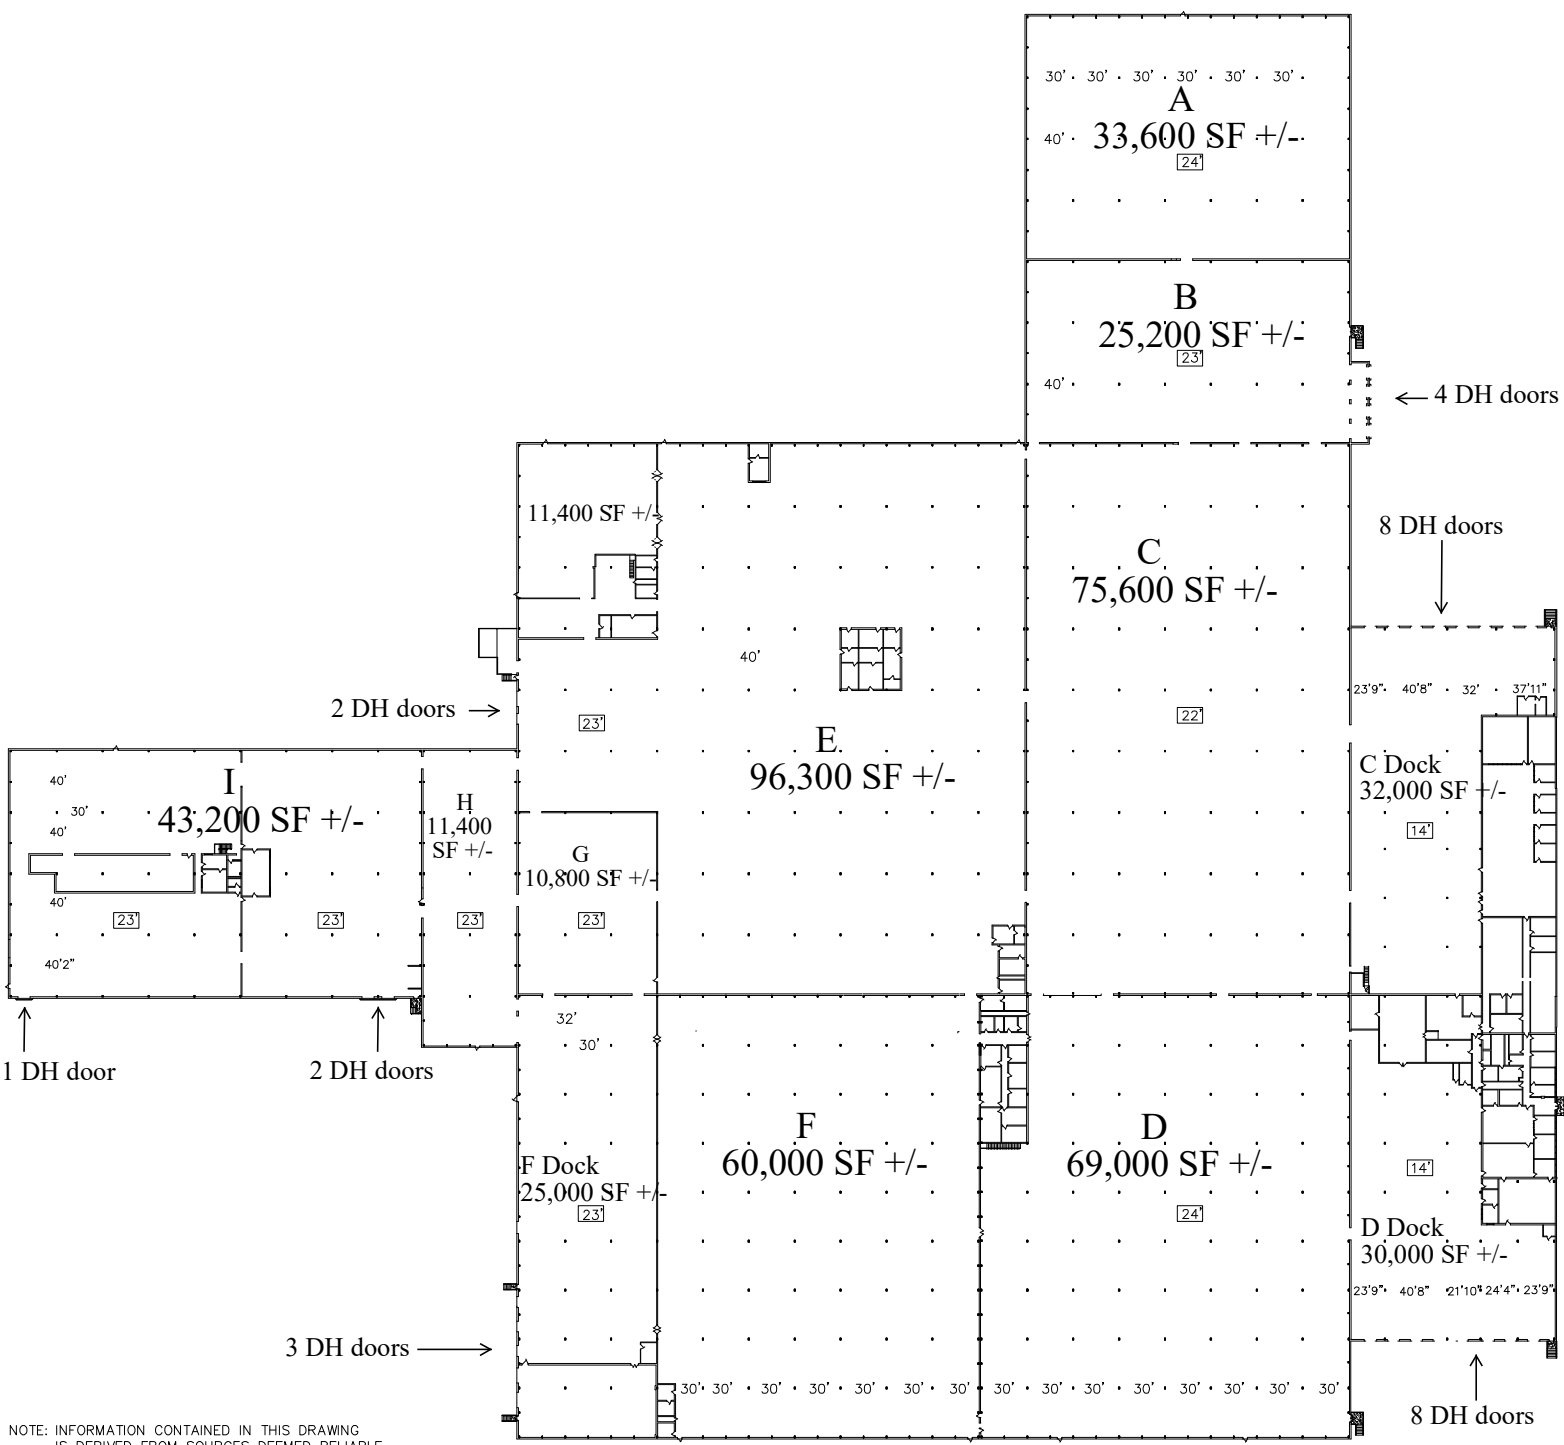 30' 30' 30' 30' 30' 30'
A
33,600 SF +/-
40'
24'
B
25,200 SF +/-
23'
40'
4 DH doors
11,400 SF +/-
8 DH doors
C
75,600 SF +/-
40'
23'9" 40'8" 32' 37'11"
2 DH doors
23'
22'
E
96,300 SF +/-
C Dock
32,000 SF +/-
14'
40'
I
43,200 SF +/-
30'
40'
H
11,400
SF +/-
G
10,800 SF +/-
40'
23'
23'
23'
23'
40'2"
32'
30'
1 DH door
2 DH doors
F
60,000 SF +/-
D
69,000 SF +/-
F Dock
25,000 SF +/-
23'
24'
14'
D Dock
30,000 SF +/-
23'9" 40'8" 21'10" 24'4" 23'9"
3 DH doors
30' 30' 30' 30' 30' 30' 30' 30' 30' 30' 30' 30' 30' 30'
8 DH doors
NOTE: INFORMATION CONTAINED IN THIS DRAWING
IS DERIVED FROM SOURCES DEEMED RELIABLE